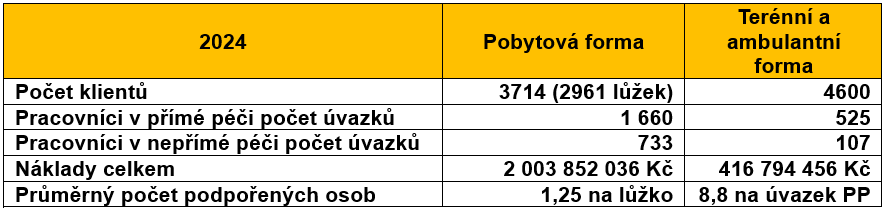 2024 Pobytová forma Terénní a ambulantní forma
Počet klientů 3714 (2961 lůžek) 4600
Pracovníci v přímé péči počet úvazků 1 660 525
Pracovníci v nepřímé péči počet úvazků 733 107
Náklady celkem 2 003 852 036 Kč 416 794 456 Kč
Průměrný počet podpořených osob 1,25 na lůžko 8,8 na úvazek PP